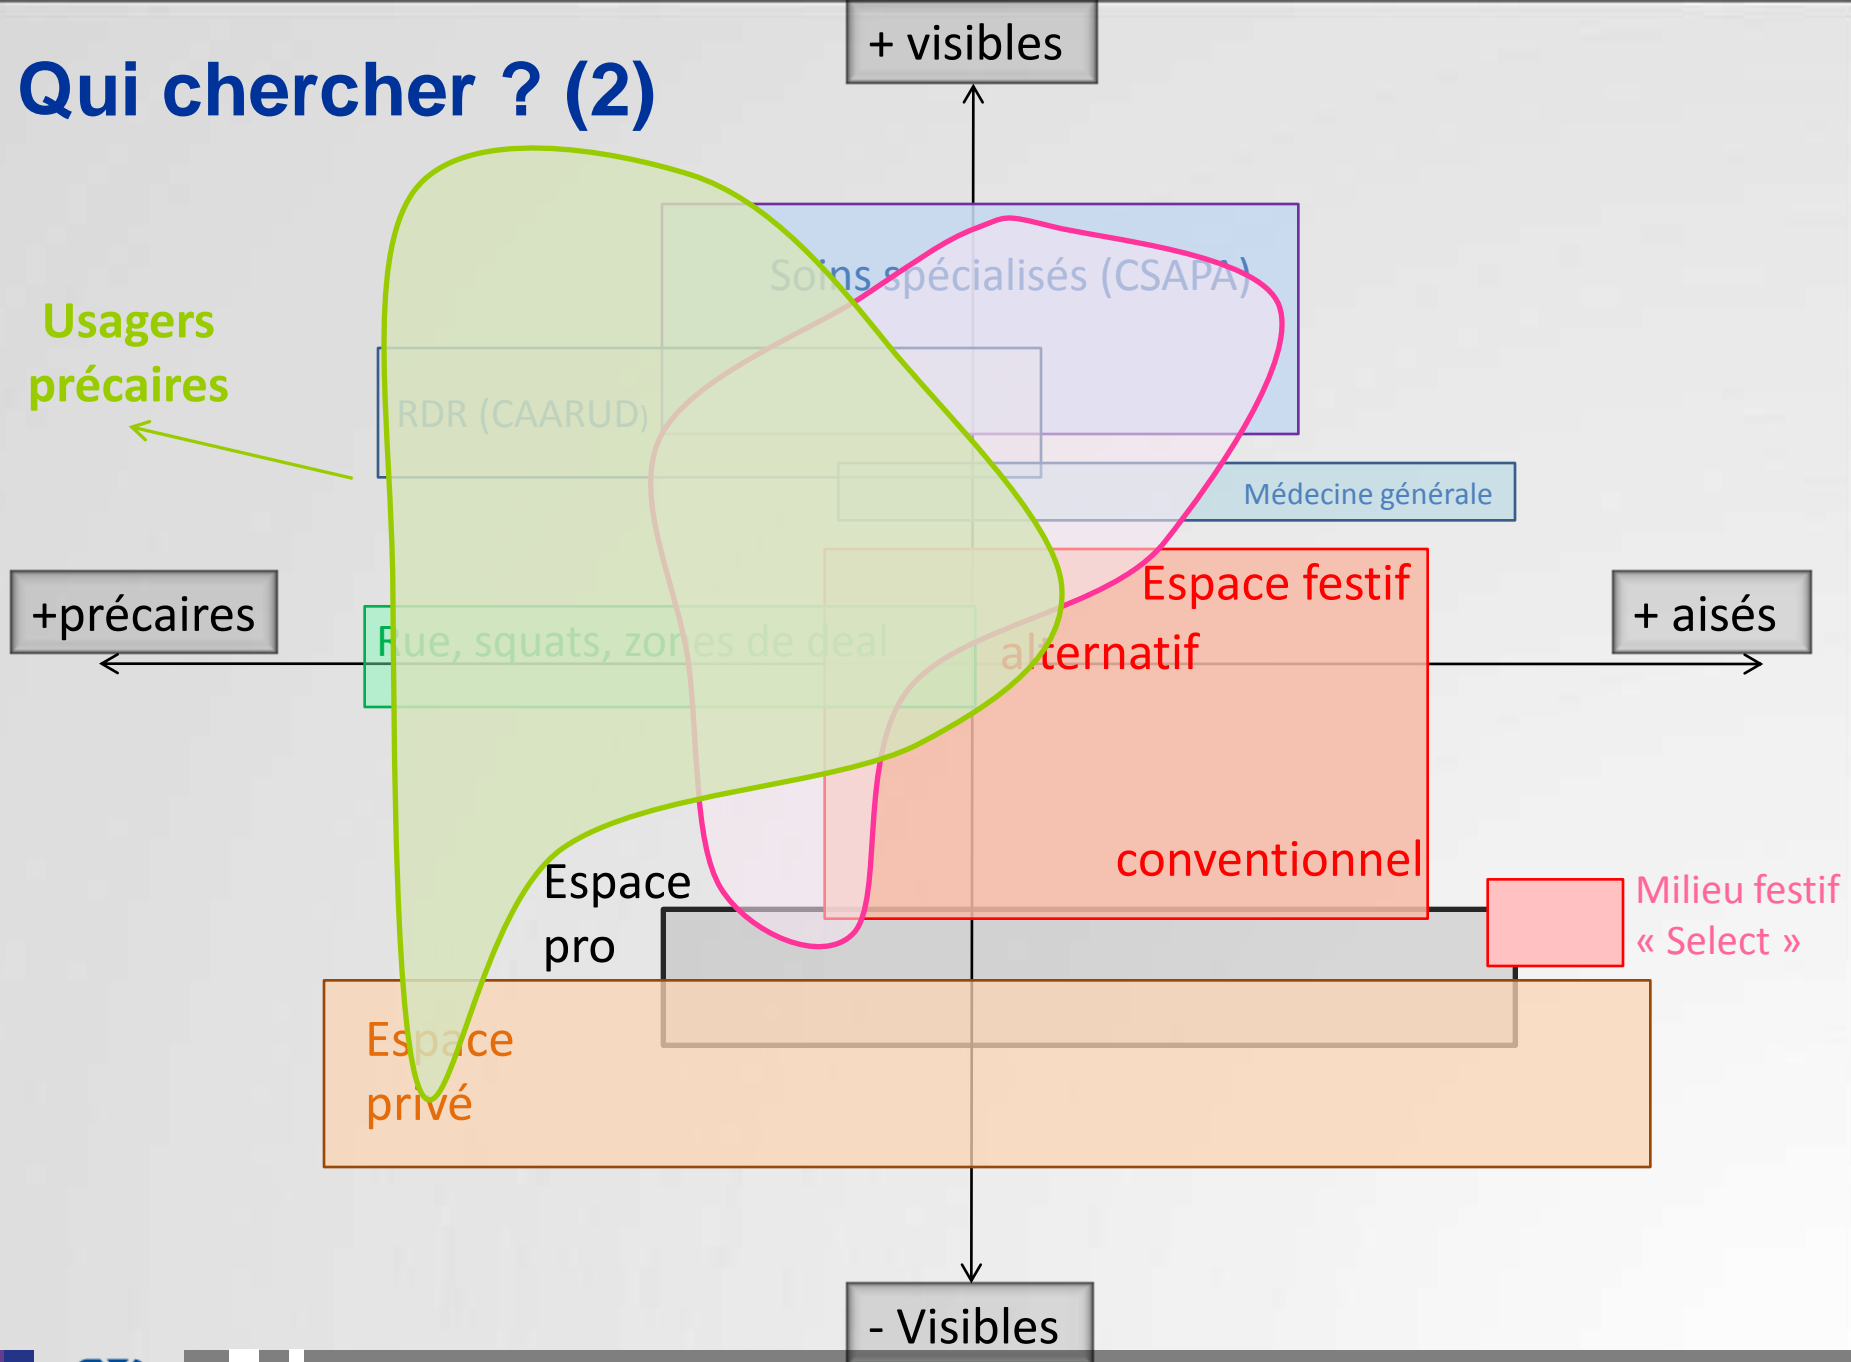 + visibles
Qui chercher ? (2)
Soins spécialisés (CSAPA)
Usagers
précaires
RDR (CAARUD)
Médecine générale
+précaires
Espace festif
+ aisés
Rue, squats, zones de deal
alternatif
conventionnel
Espace
pro
Milieu festif
« Select »
Espace
privé
- Visibles